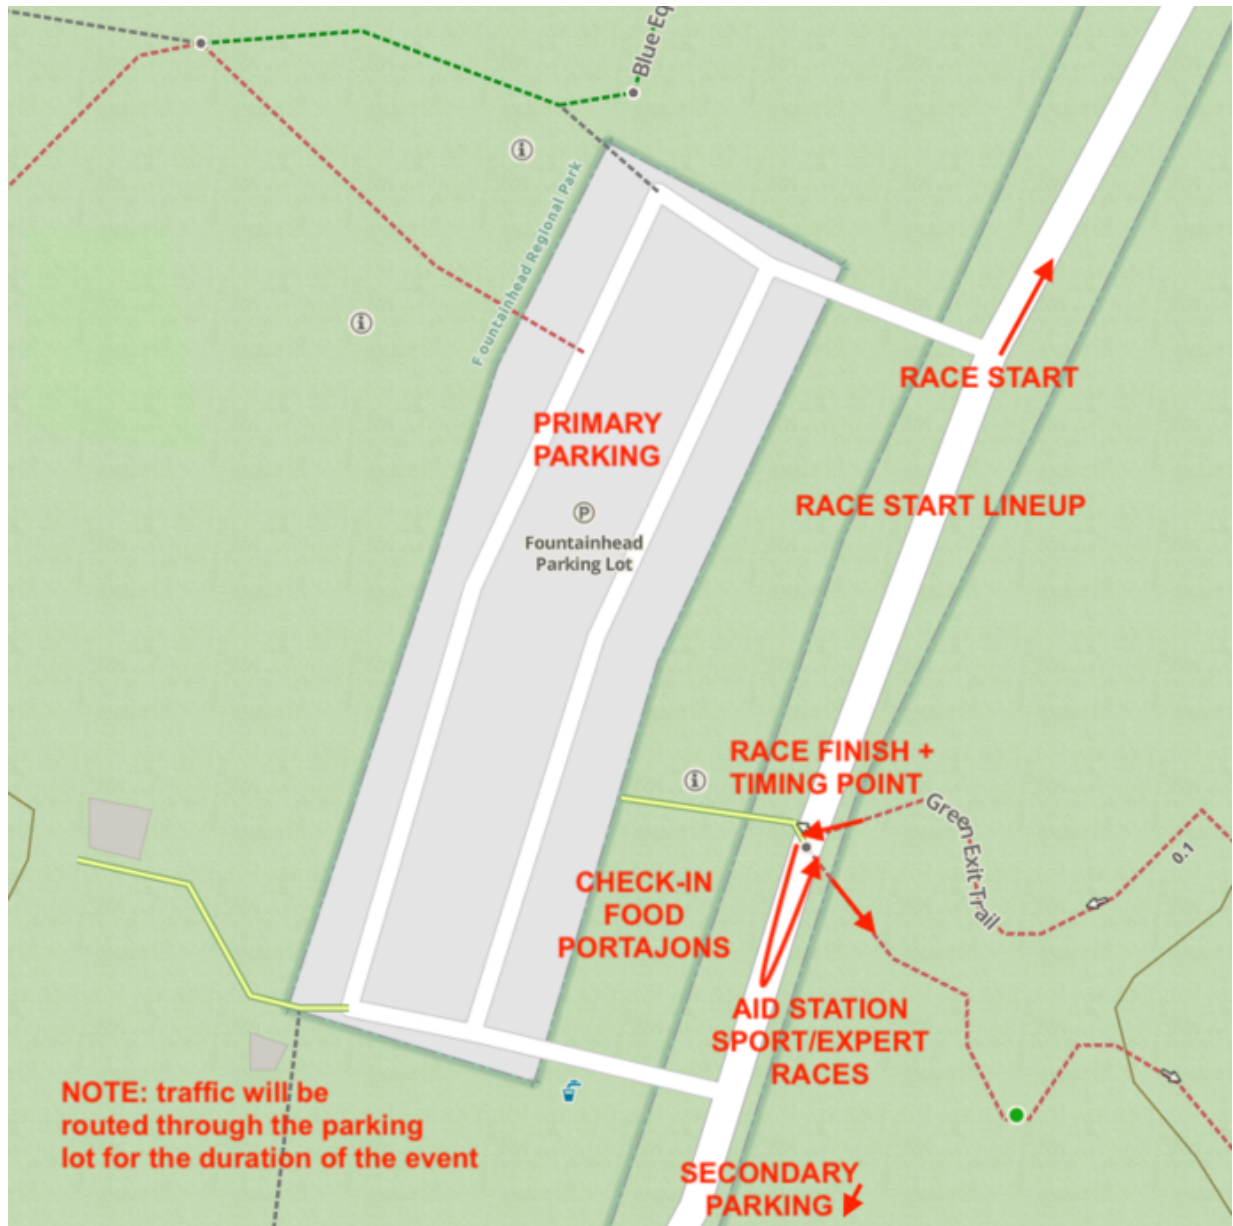 Blue Eq
Fountainhead Regional Park
RACE START
PRIMARY
PARKING
RACE START LINEUP
P
Fountainhead
Parking Lot
RACE FINISH +
TIMING POINT
Green Exit Trail
0.1
CHECK-IN
FOOD
PORTAJONS
AID STATION
SPORT/EXPERT
RACES
NOTE: traffic will be
routed through the parking
lot for the duration of the event
SECONDARY
PARKING